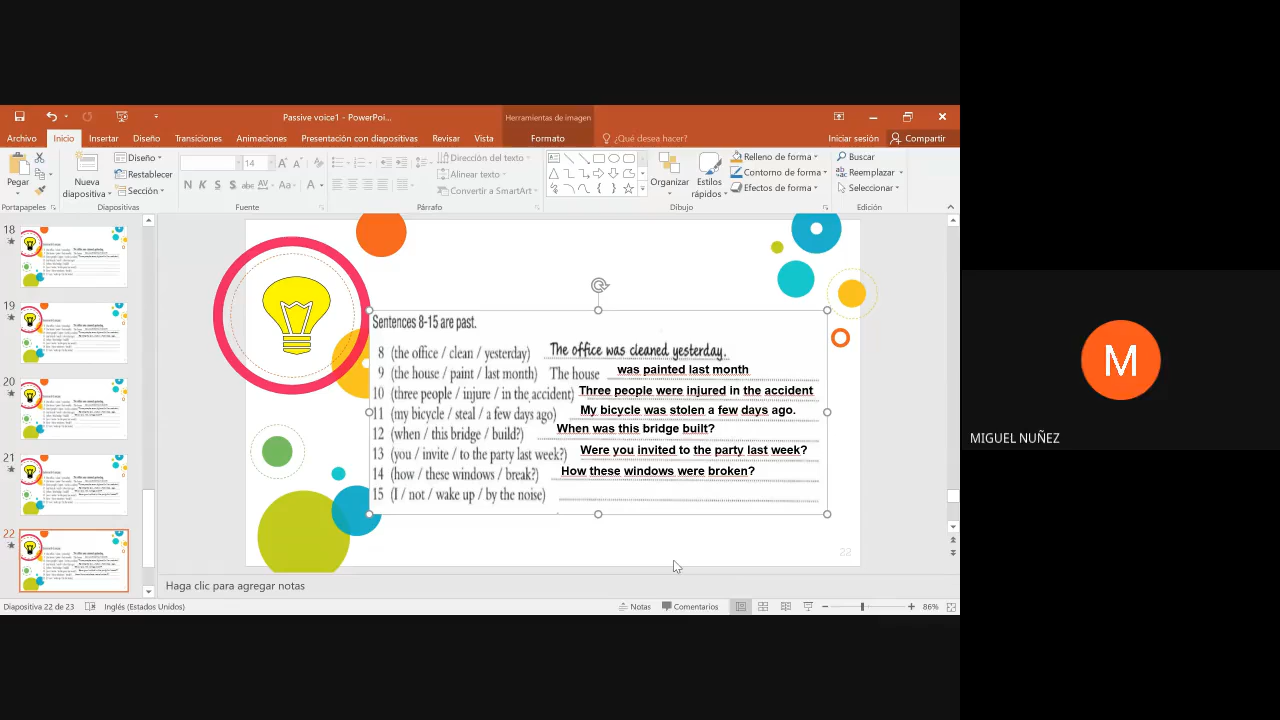 Passive voice1 - PowerPoi...
Herramientas de imagen
Archivo Inicio Insertar Diseño Transiciones Animaciones Presentación con diapositivas Revisar Vista Formato ¿Qué desea hacer? Iniciar sesión Compartir
Pegar
Nueva diapositiva
Diseño
Restablecer
Sección
14
N K S S abc AV Aa A
Dirección del texto
Alinear texto
Convertir a SmartArt
Organizar
Estilos rápidos
Relleno de forma
Contorno de forma
Efectos de forma
Buscar
Reemplazar
Seleccionar
Portapapeles Diapositivas Fuente Párrafo Dibujo Edición
18
19
20
21
22
Sentences 8-15 are past.
8 (the office / clean / yesterday) The office was cleaned yesterday.
9 (the house / paint / last month) The house was painted last month
10 (three people / injure / in the accident) Three people were injured in the accident
11 (my bicycle / steal / a few days ago) My bicycle was stolen a few days ago.
12 (when / this bridge / build?) When was this bridge built?
13 (you / invite / to the party last week?) Were you invited to the party last week?
14 (how / these windows / break?) How these windows were broken?
15 (I / not / wake up / by the noise)
22
Haga clic para agregar notas
Diapositiva 22 de 23 Inglés (Estados Unidos) Notas Comentarios 86%
M
MIGUEL NUÑEZ